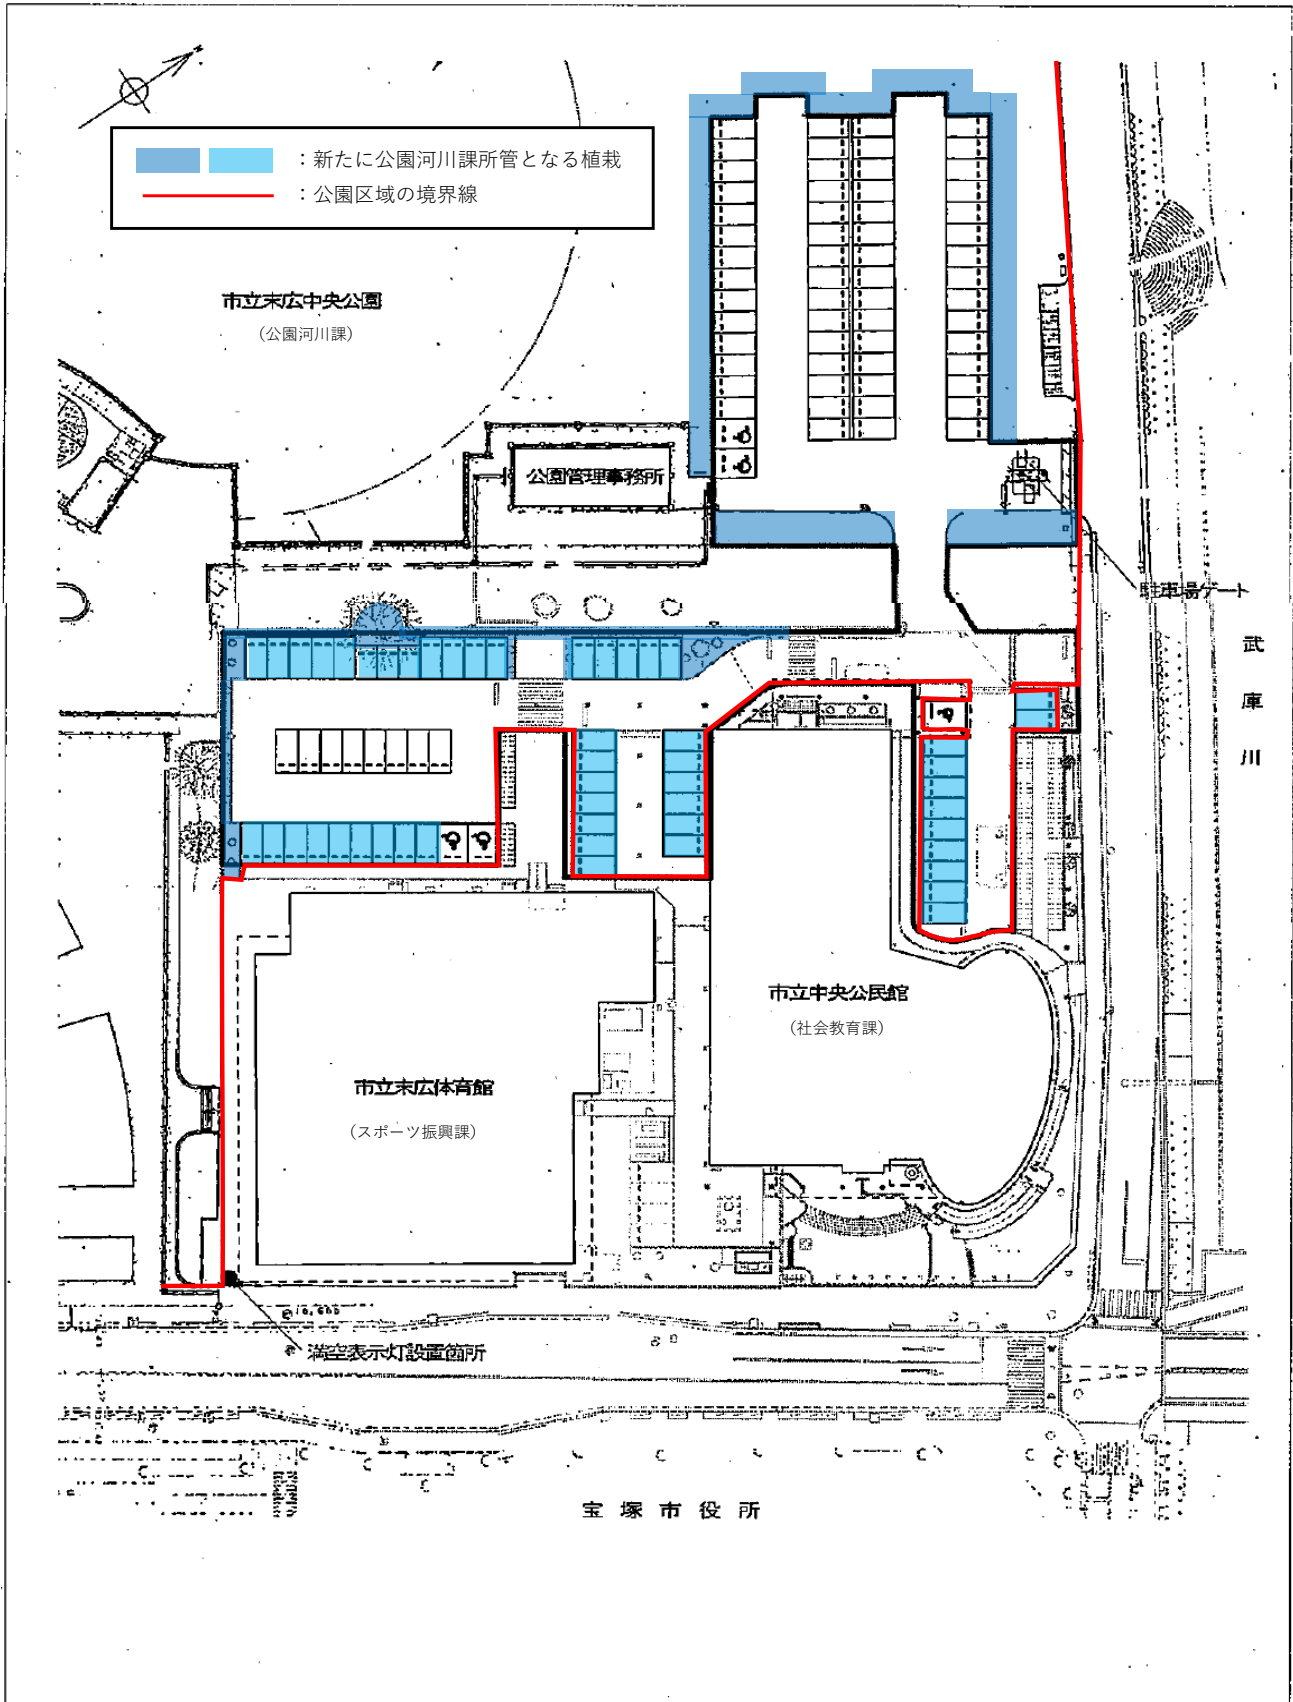 ：新たに公園河川課所管となる植栽
：公園区域の境界線
市立末広中央公園
（公園河川課）
公園管理事務所
駐車場ゲート
武庫川
市立中央公民館
（社会教育課）
市立末広体育館
（スポーツ振興課）
満空表示灯設置箇所
宝塚市役所